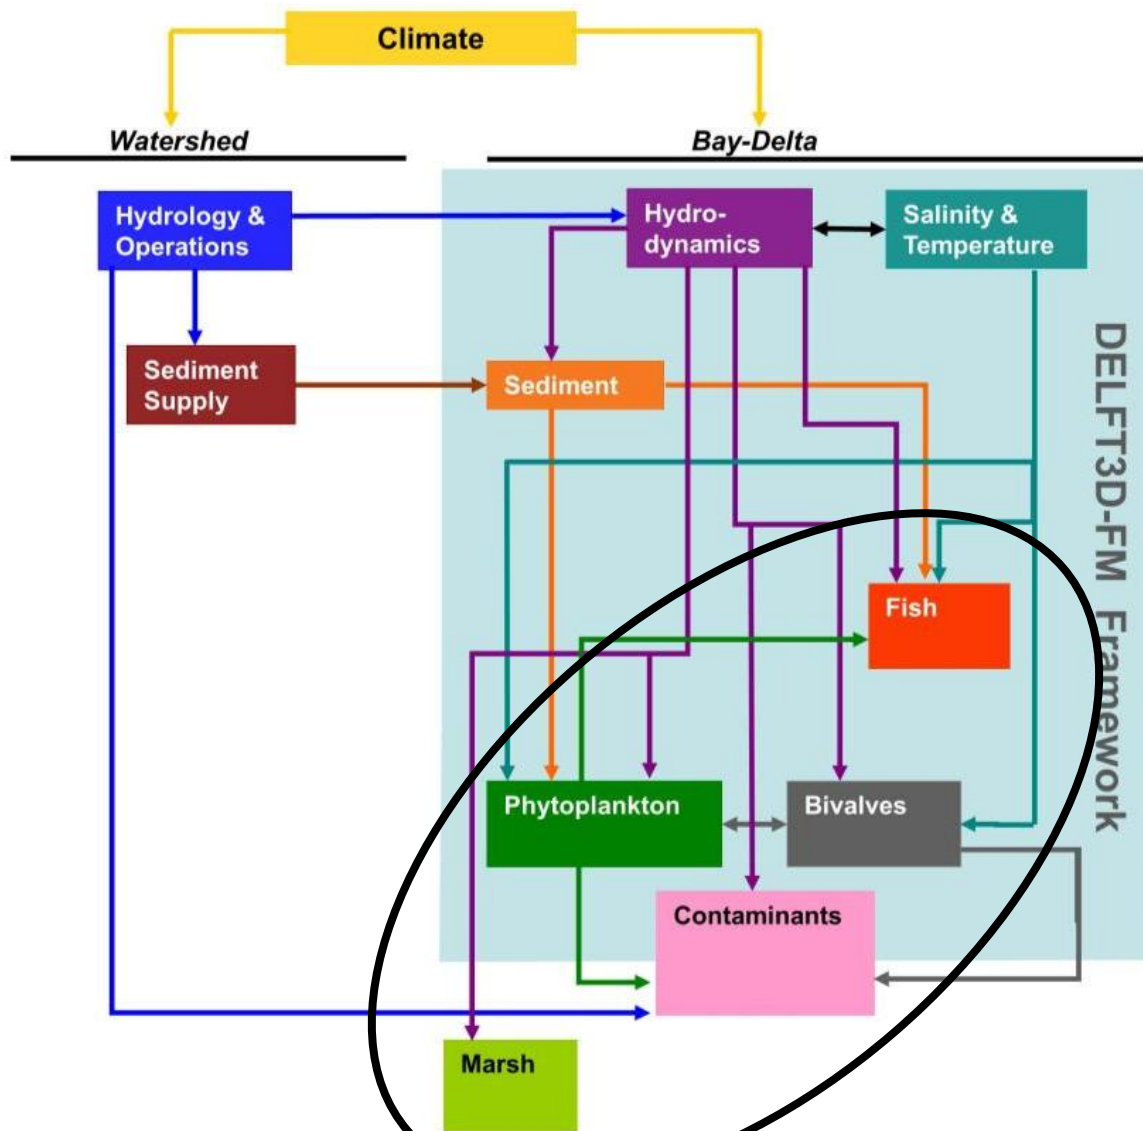 Climate
Watershed
Bay-Delta
Hydrology &
Operations
Hydro-
dynamics
Salinity &
Temperature
Sediment
Supply
Sediment
DELFT3D-FM Framework
Fish
Phytoplankton
Bivalves
Contaminants
Marsh